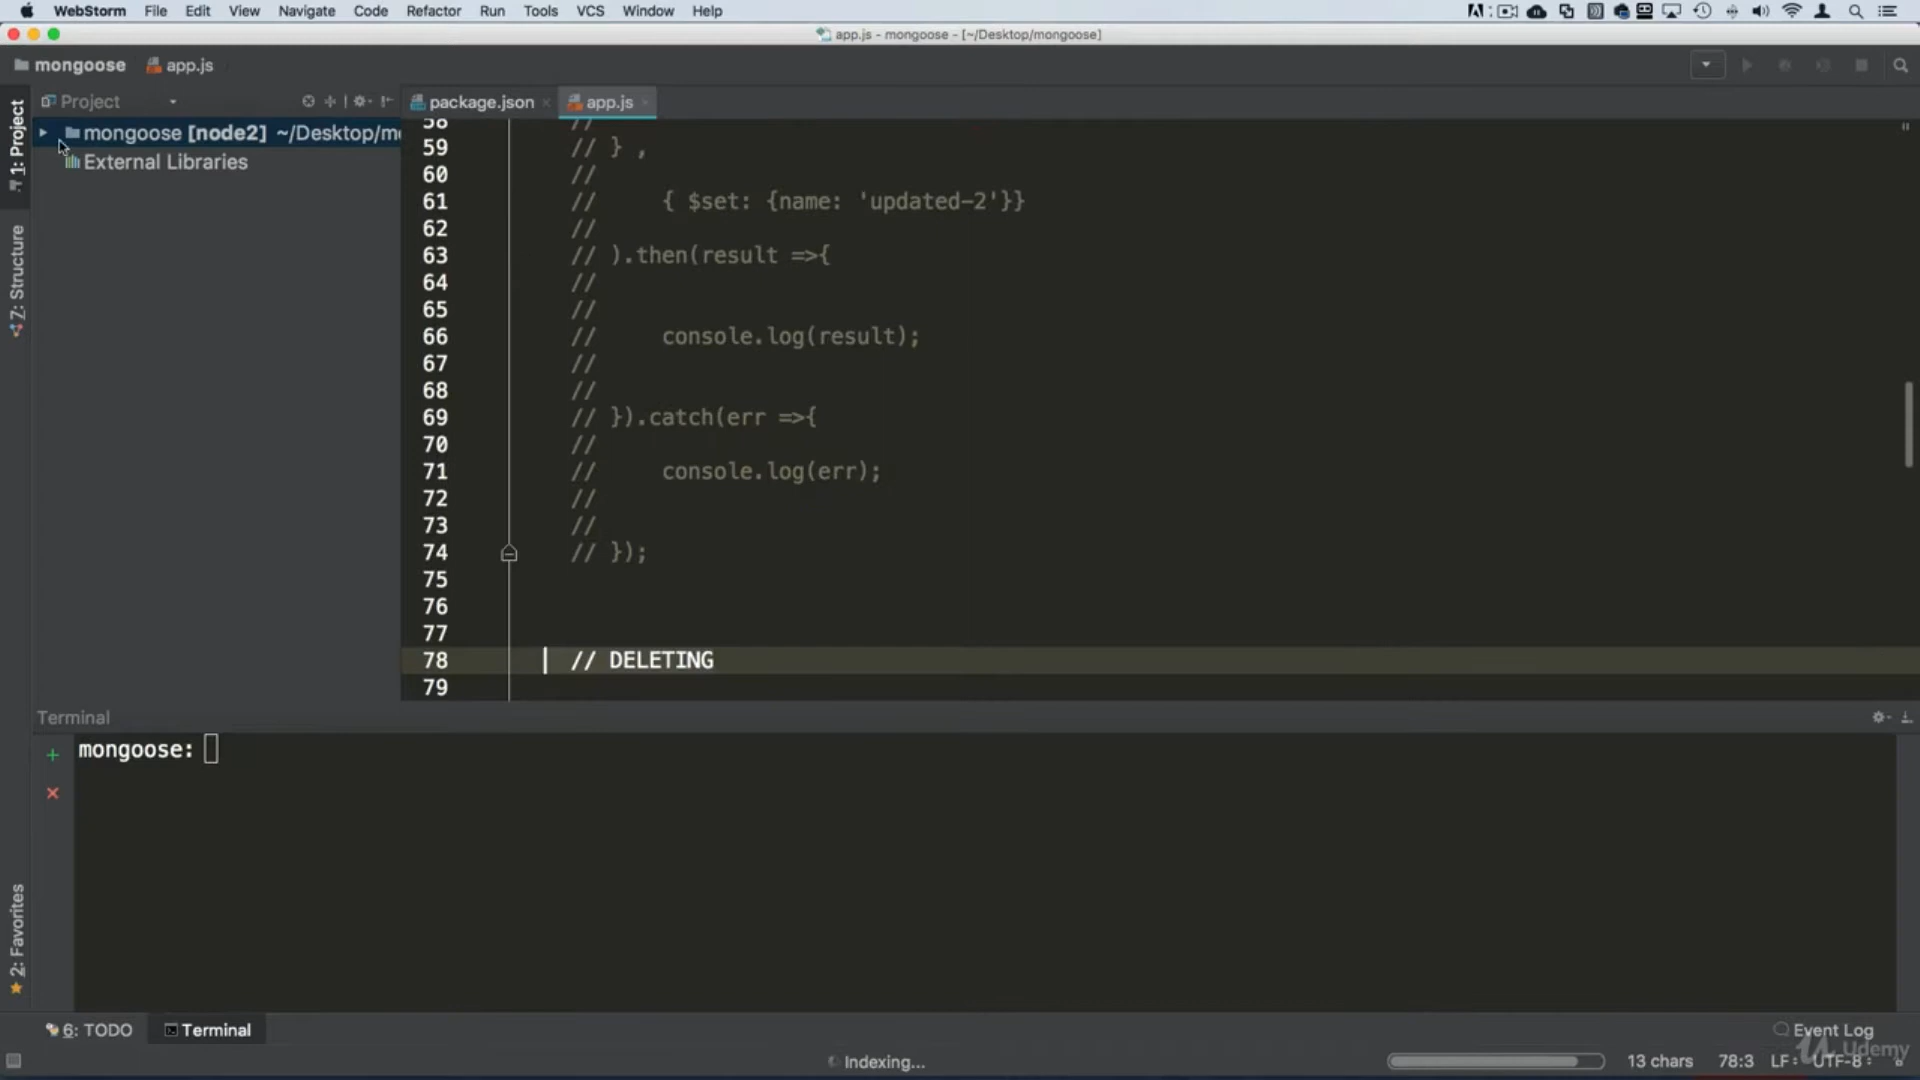 WebStorm File Edit View Navigate Code Refactor Run Tools VCS Window Help
app.js - mongoose - [~/Desktop/mongoose]
mongoose app.js
Project package.json app.js
mongoose [node2] ~/Desktop/mo
External Libraries
1: Project
7: Structure
2: Favorites
58 //
59 // } ,
60 //
61 // { $set: {name: 'updated-2'}}
62 //
63 // ).then(result =>{
64 //
65 //
66 // console.log(result);
67 //
68 //
69 // }).catch(err =>{
70 //
71 // console.log(err);
72 //
73 //
74 // });
75
76
77
78 // DELETING
79
Terminal
mongoose:
6: TODO Terminal Event Log
Indexing... 13 chars 78:3 LF÷ UTF-8÷
Udemy